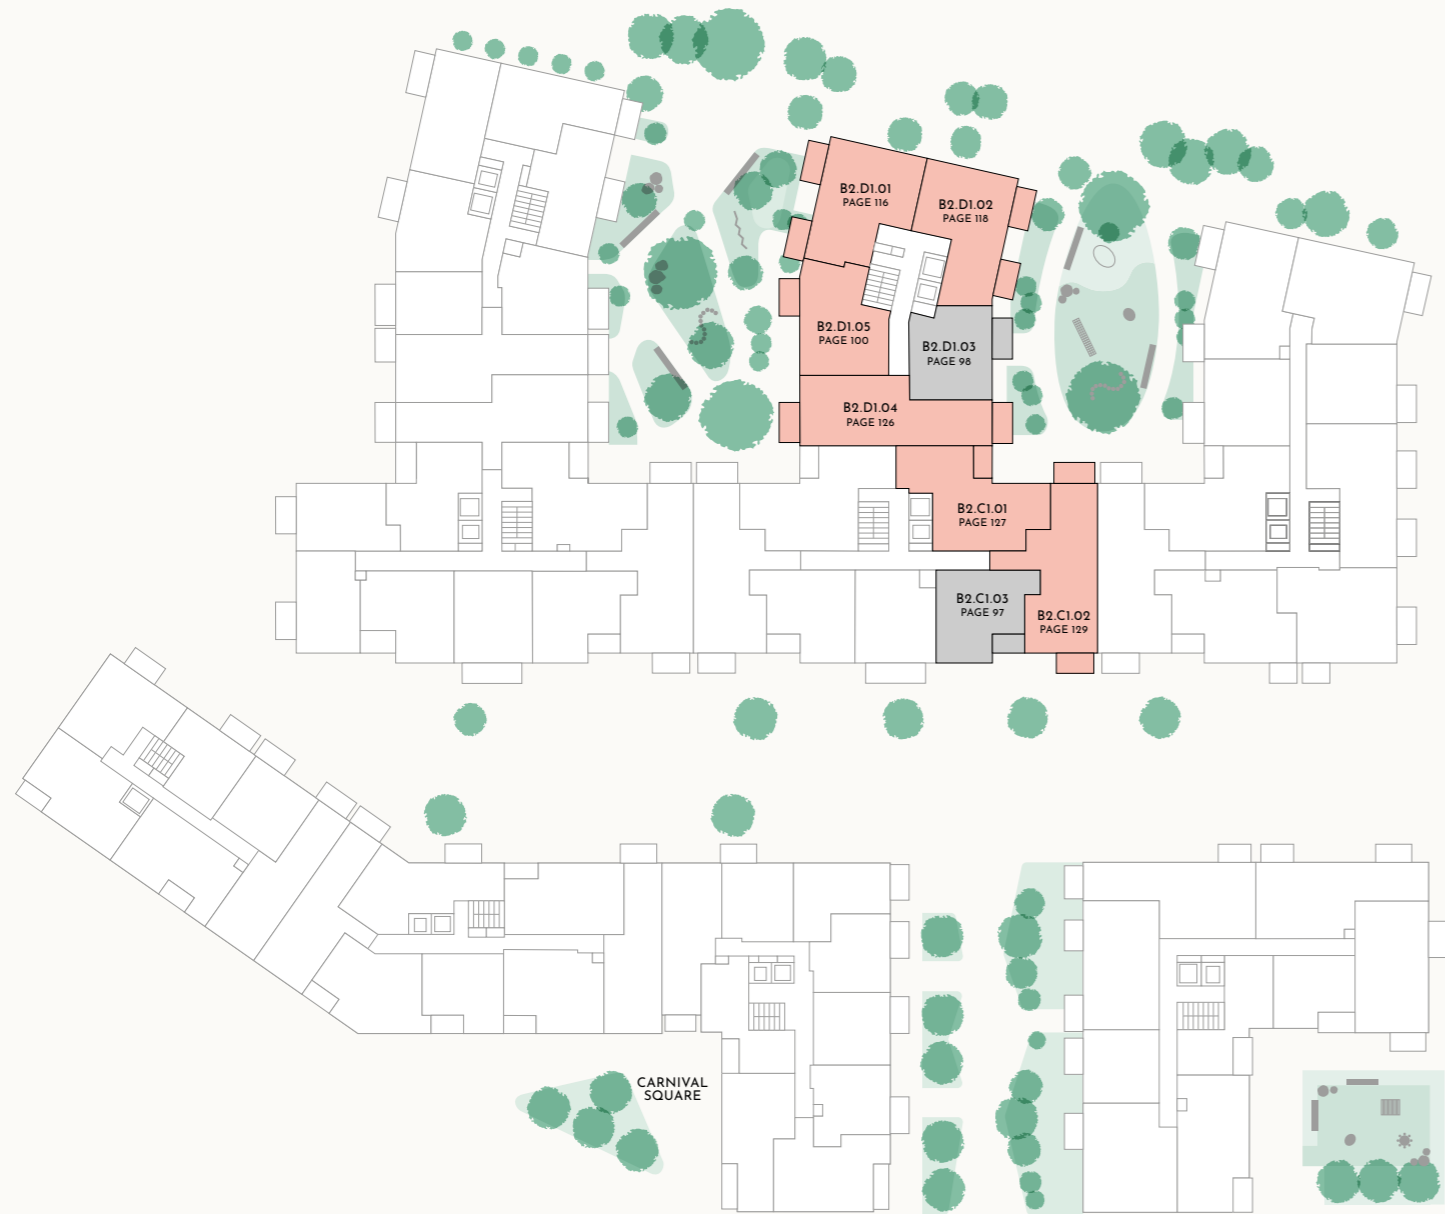 B2.D1.01
PAGE 116
B2.D1.02
PAGE 118
B2.D1.05
PAGE 100
B2.D1.03
PAGE 98
B2.D1.04
PAGE 126
B2.C1.01
PAGE 127
B2.C1.03
PAGE 97
B2.C1.02
PAGE 129
CARNIVAL
SQUARE